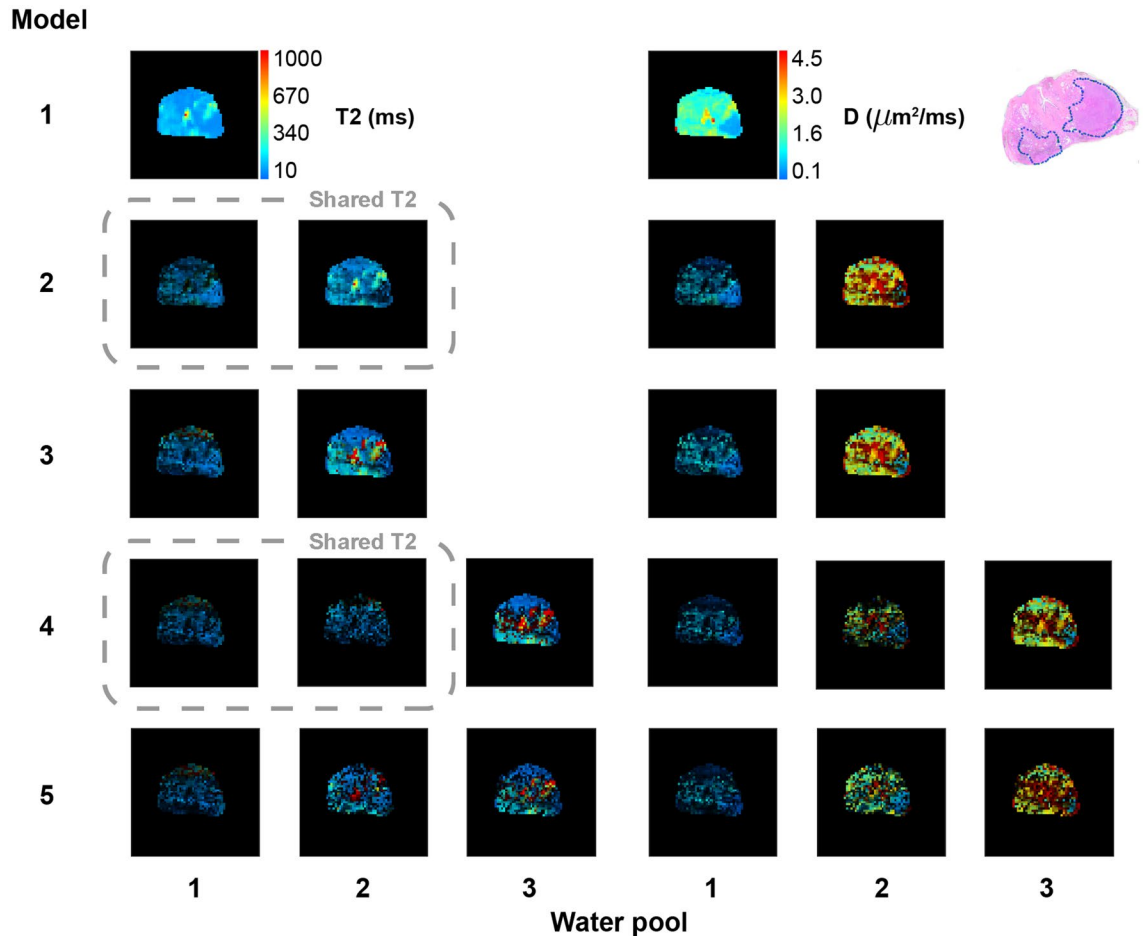 Model
1
1000
670
340
10
T2 (ms)
4.5
3.0
1.6
0.1
D (μm²/ms)
Shared T2
2
3
Shared T2
4
5
1 2 3 1 2 3
Water pool